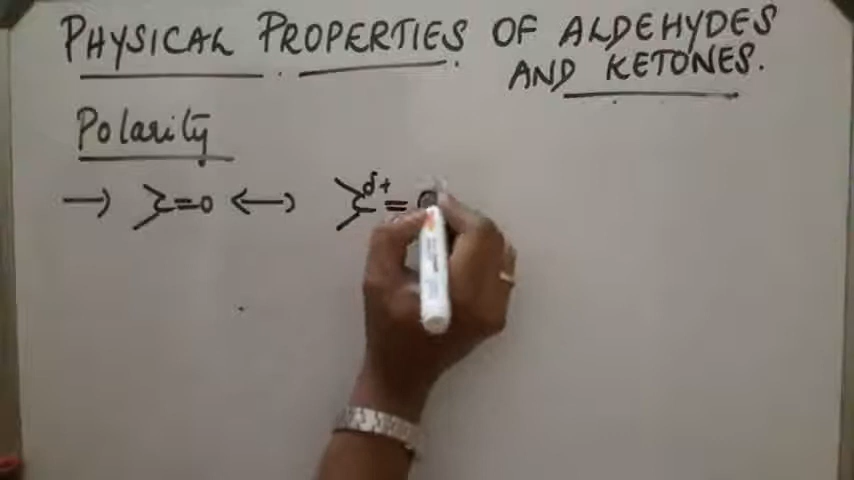 PHYSICAL PROPERTIES OF ALDEHYDES
AND KETONES.
Polarity
→ >C=O ⟷ >C^δ+=O